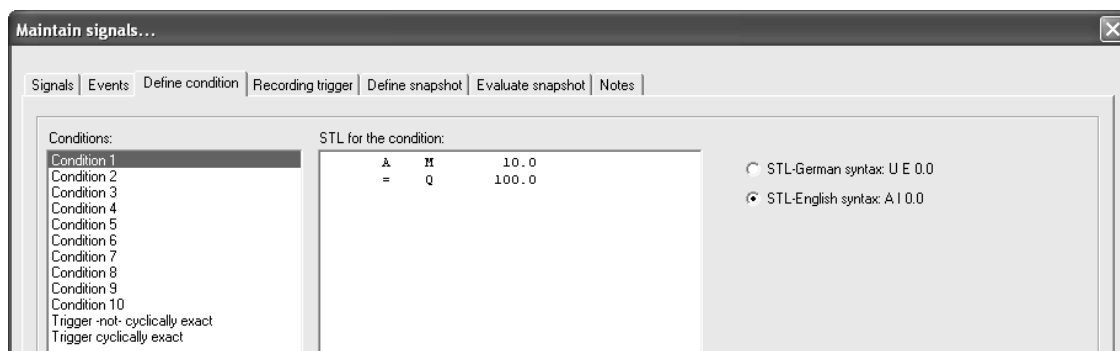 Maintain signals...
Signals Events Define condition Recording trigger Define snapshot Evaluate snapshot Notes
Conditions:
Condition 1
Condition 2
Condition 3
Condition 4
Condition 5
Condition 6
Condition 7
Condition 8
Condition 9
Condition 10
Trigger -not- cyclically exact
Trigger cyclically exact
STL for the condition:
A M 10.0
= Q 100.0
STL-German syntax: U E 0.0
STL-English syntax: A I 0.0